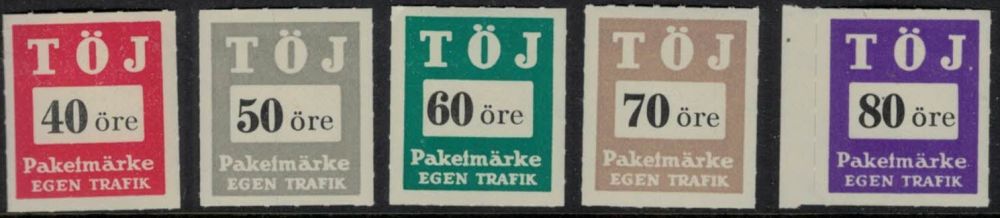 TÖJ
40 öre
Paketmärke
EGEN TRAFIK
TÖJ
50 öre
Paketmärke
EGEN TRAFIK
TÖJ
60 öre
Paketmärke
EGEN TRAFIK
TÖJ
70 öre
Paketmärke
EGEN TRAFIK
TÖJ
80 öre
Paketmärke
EGEN TRAFIK